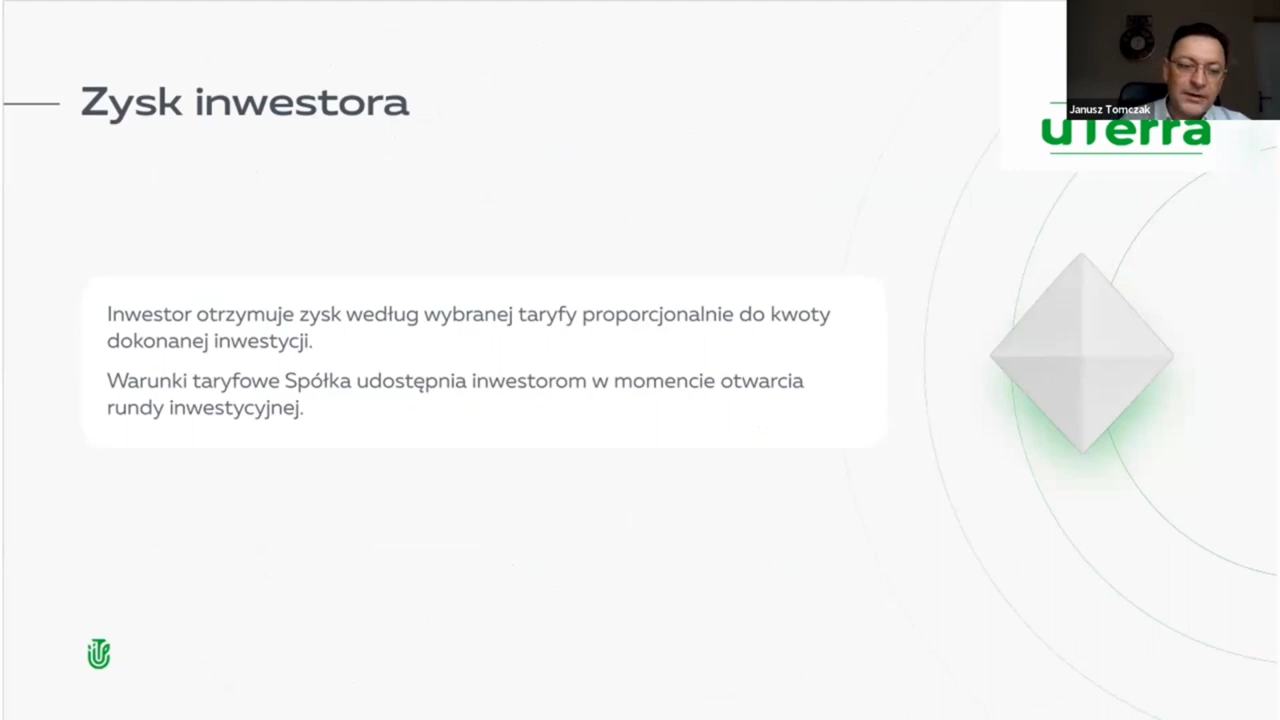 Zysk inwestora
Janusz Tomczak
uTerra
Inwestor otrzymuje zysk według wybranej taryfy proporcjonalnie do kwoty
dokonanej inwestycji.
Warunki taryfowe Spółka udostępnia inwestorom w momencie otwarcia
rundy inwestycyjnej.